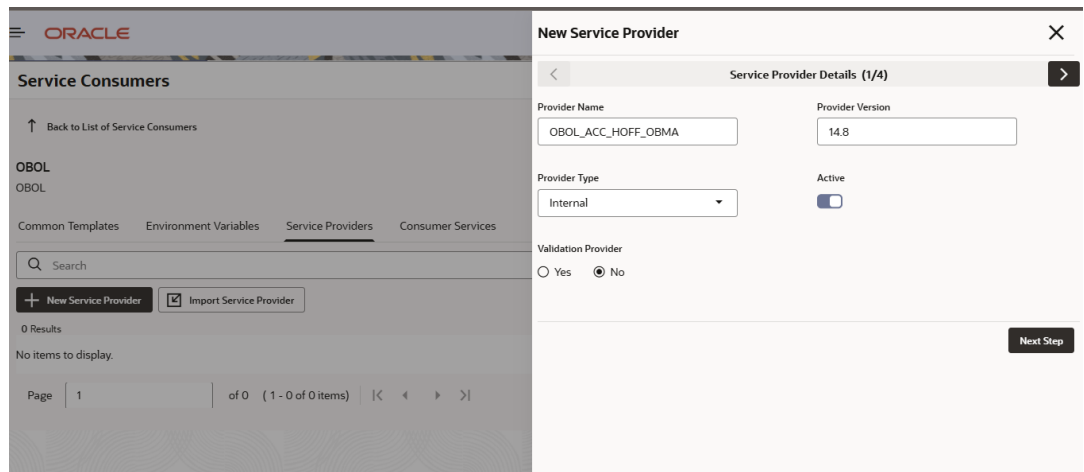 ORACLE
Service Consumers
Back to List of Service Consumers
OBOL
OBOL
Common Templates Environment Variables Service Providers Consumer Services
Search
New Service Provider Import Service Provider
0 Results
No items to display.
Page 1 of 0 ( 1 - 0 of 0 items)
New Service Provider
Service Provider Details (1/4)
Provider Name Provider Version
OBOL_ACC_HOFF_OBMA 14.8
Provider Type Active
Internal
Validation Provider
Yes No
Next Step